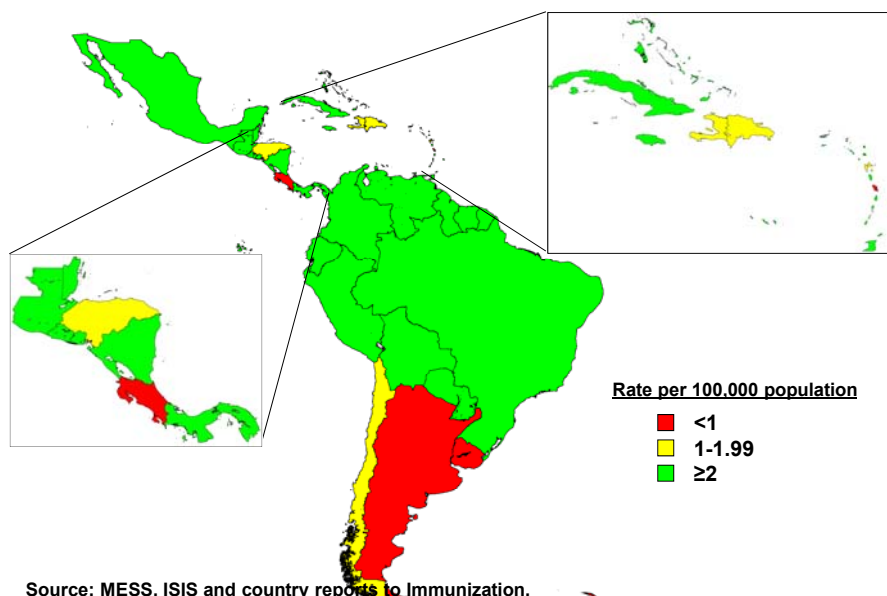 Rate per 100,000 population
<1
1-1.99
≥2
Source: MESS, ISIS and country reports to Immunization.